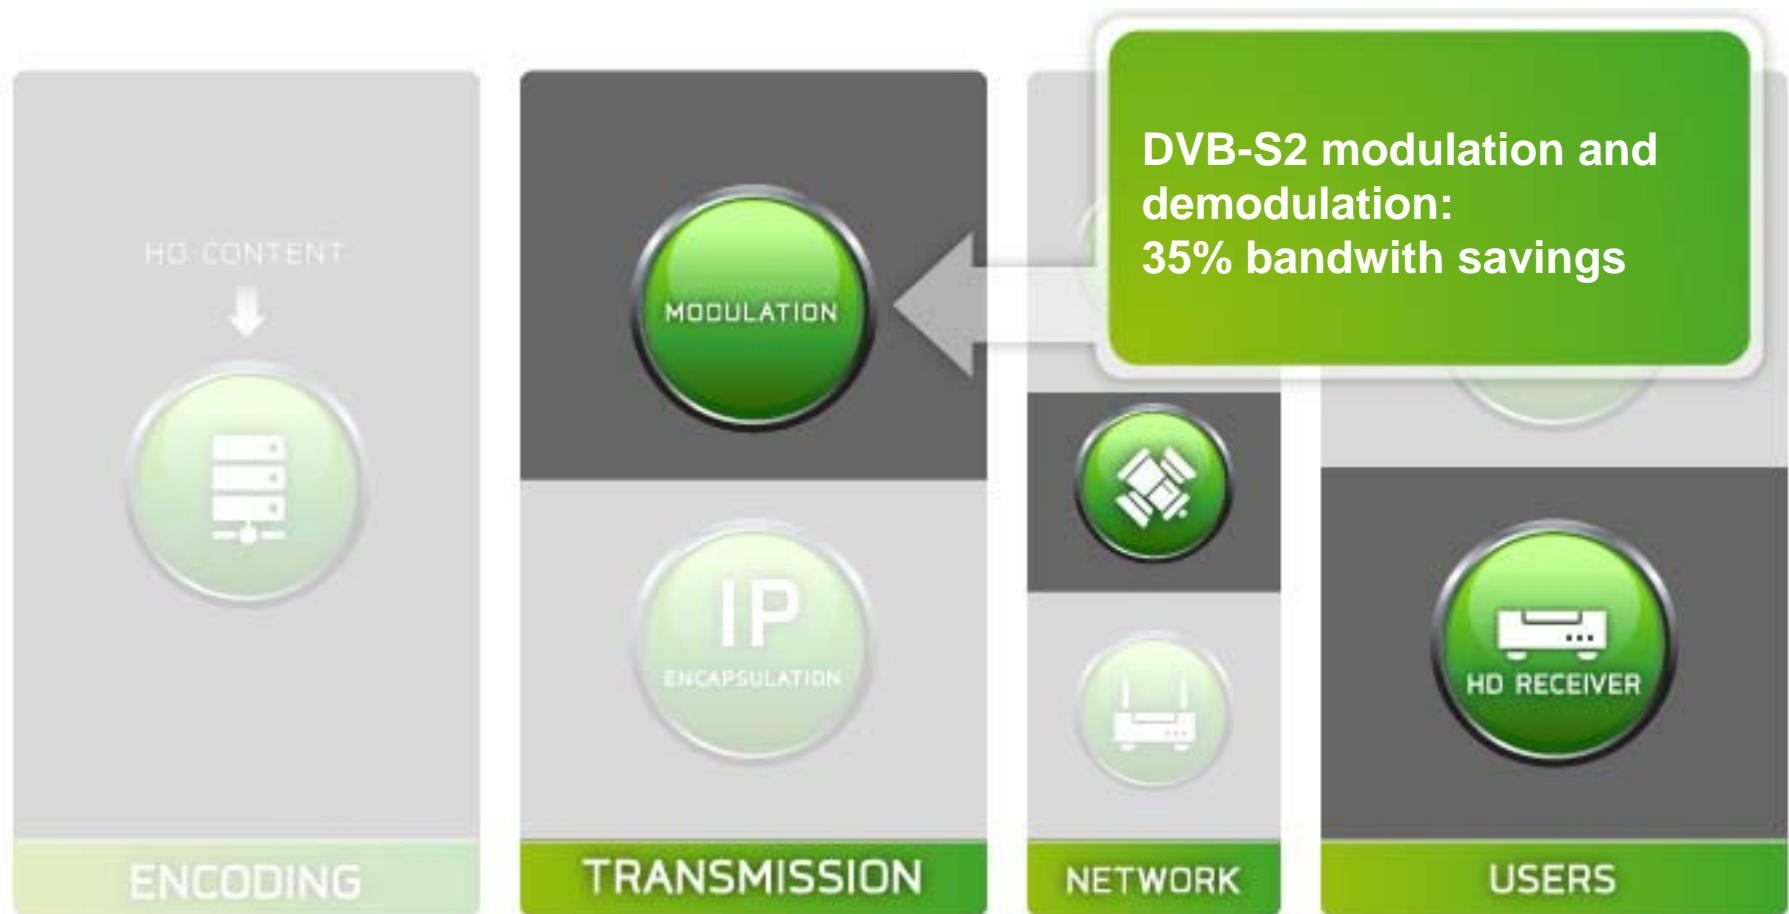 DVB-S2 modulation and
demodulation:
35% bandwith savings
HD CONTENT
MODULATION
IP
ENCAPSULATION
HD RECEIVER
ENCODING
TRANSMISSION
NETWORK
USERS